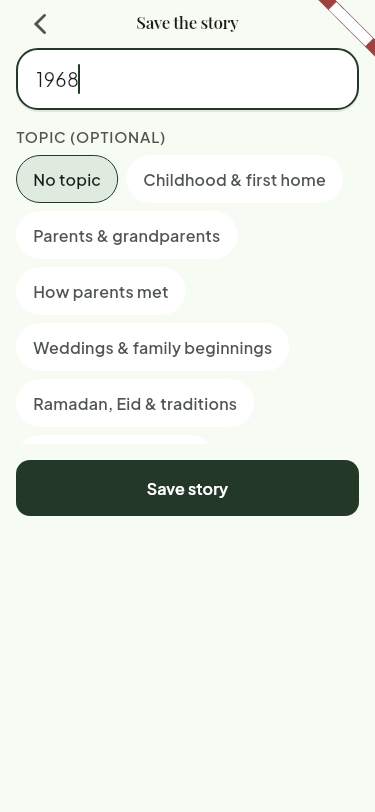 Save the story
1968
TOPIC (OPTIONAL)
No topic
Childhood & first home
Parents & grandparents
How parents met
Weddings & family beginnings
Ramadan, Eid & traditions
Save story